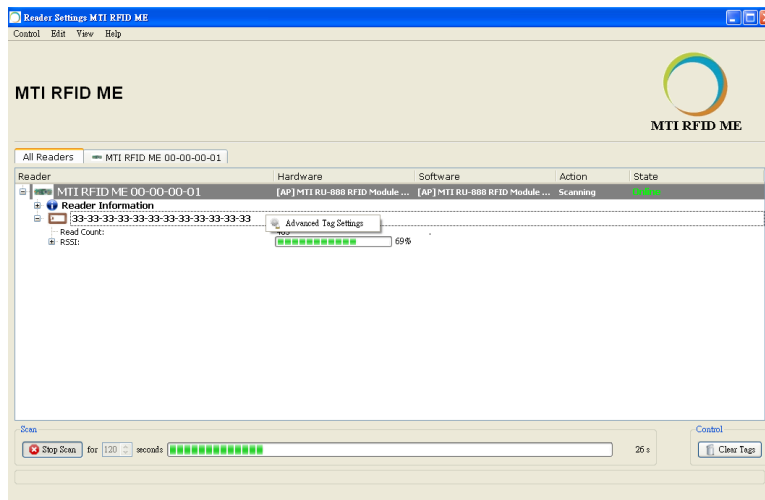 Reader Settings MTI RFID ME
Control Edit View Help
MTI RFID ME
MTI RFID ME
All Readers MTI RFID ME 00-00-00-01
Reader Hardware Software Action State
MTI RFID ME 00-00-00-01 [AP] MTI RU-888 RFID Module ... [AP] MTI RU-888 RFID Module ... Scanning Online
Reader Information
33-33-33-33-33-33-33-33-33-33-33-33
Advanced Tag Settings
Read Count:
RSSI: 69%
Scan Control
Stop Scan for 120 seconds 26 s Clear Tags